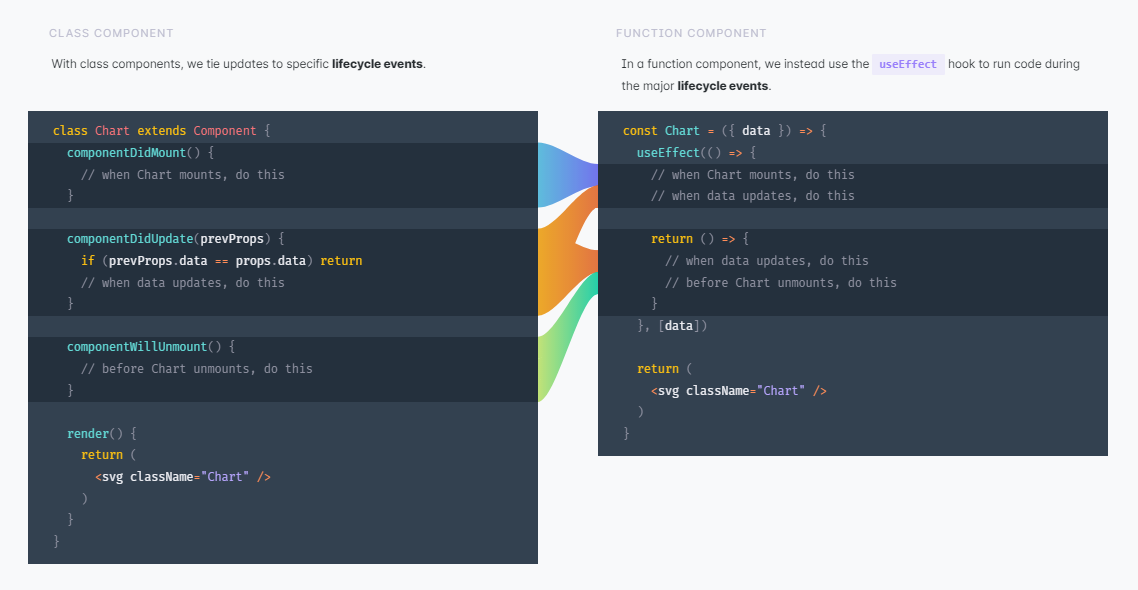 CLASS COMPONENT
With class components, we tie updates to specific lifecycle events.
class Chart extends Component {
  componentDidMount() {
    // when Chart mounts, do this
  }
  componentDidUpdate(prevProps) {
    if (prevProps.data == props.data) return
    // when data updates, do this
  }
  componentWillUnmount() {
    // before Chart unmounts, do this
  }
  render() {
    return (
      <svg className="Chart" />
    )
  }
}
FUNCTION COMPONENT
In a function component, we instead use the useEffect hook to run code during
the major lifecycle events.
const Chart = ({ data }) => {
  useEffect(() => {
    // when Chart mounts, do this
    // when data updates, do this
    return () => {
      // when data updates, do this
      // before Chart unmounts, do this
    }
  }, [data])
  return (
    <svg className="Chart" />
  )
}